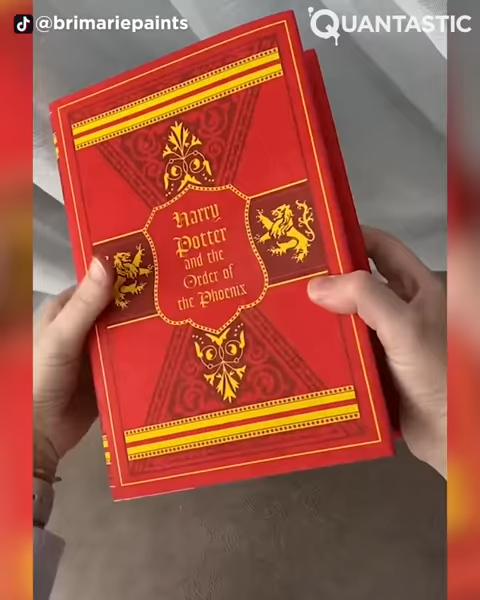 @brimariepaints
QUANTASTIC
Harry
Potter
and the
Order of
the Phoenix